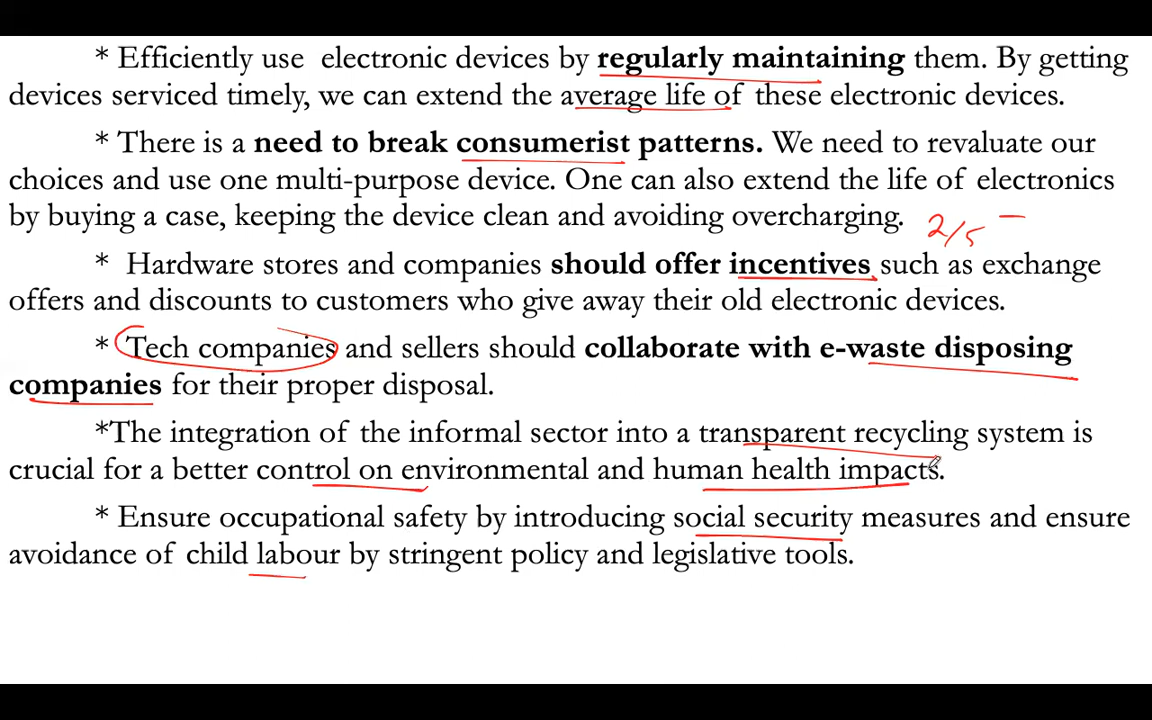 * Efficiently use electronic devices by regularly maintaining them. By getting
devices serviced timely, we can extend the average life of these electronic devices.
* There is a need to break consumerist patterns. We need to revaluate our
choices and use one multi-purpose device. One can also extend the life of electronics
by buying a case, keeping the device clean and avoiding overcharging.
2/5 –
* Hardware stores and companies should offer incentives such as exchange
offers and discounts to customers who give away their old electronic devices.
* Tech companies and sellers should collaborate with e-waste disposing
companies for their proper disposal.
*The integration of the informal sector into a transparent recycling system is
crucial for a better control on environmental and human health impacts.
* Ensure occupational safety by introducing social security measures and ensure
avoidance of child labour by stringent policy and legislative tools.